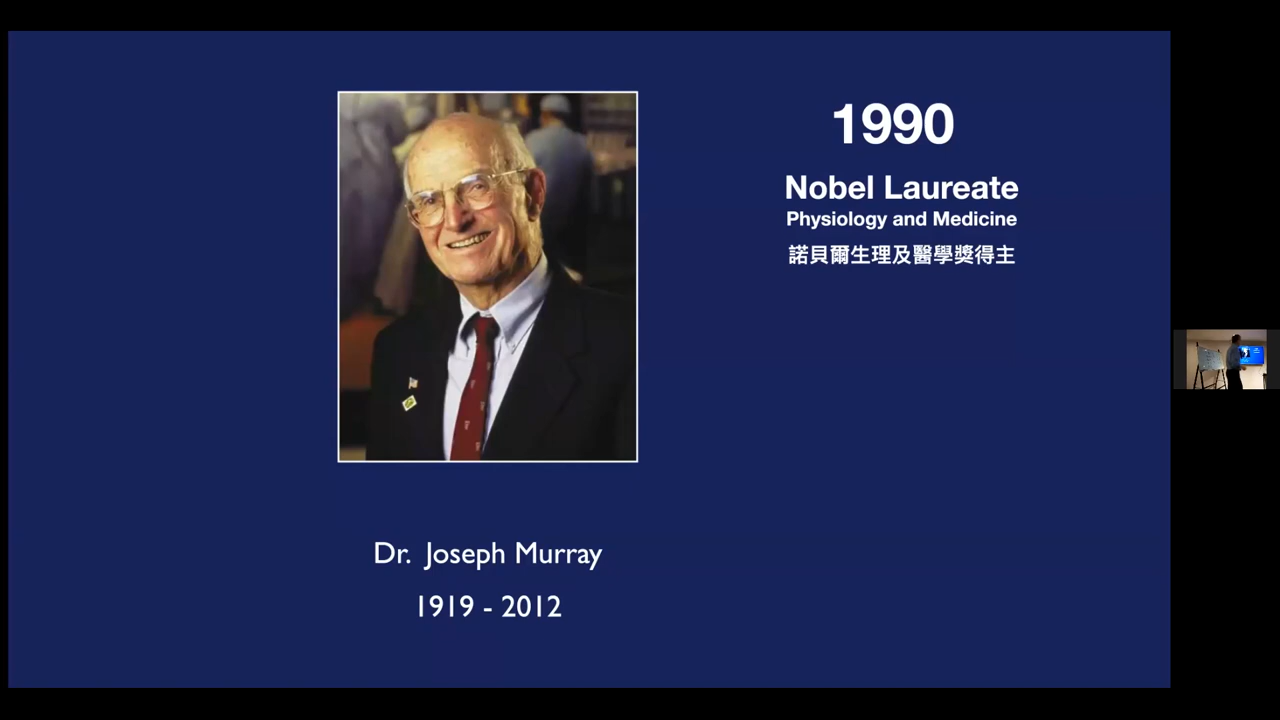 1990
Nobel Laureate
Physiology and Medicine
諾貝爾生理及醫學獎得主
Dr. Joseph Murray
1919 - 2012